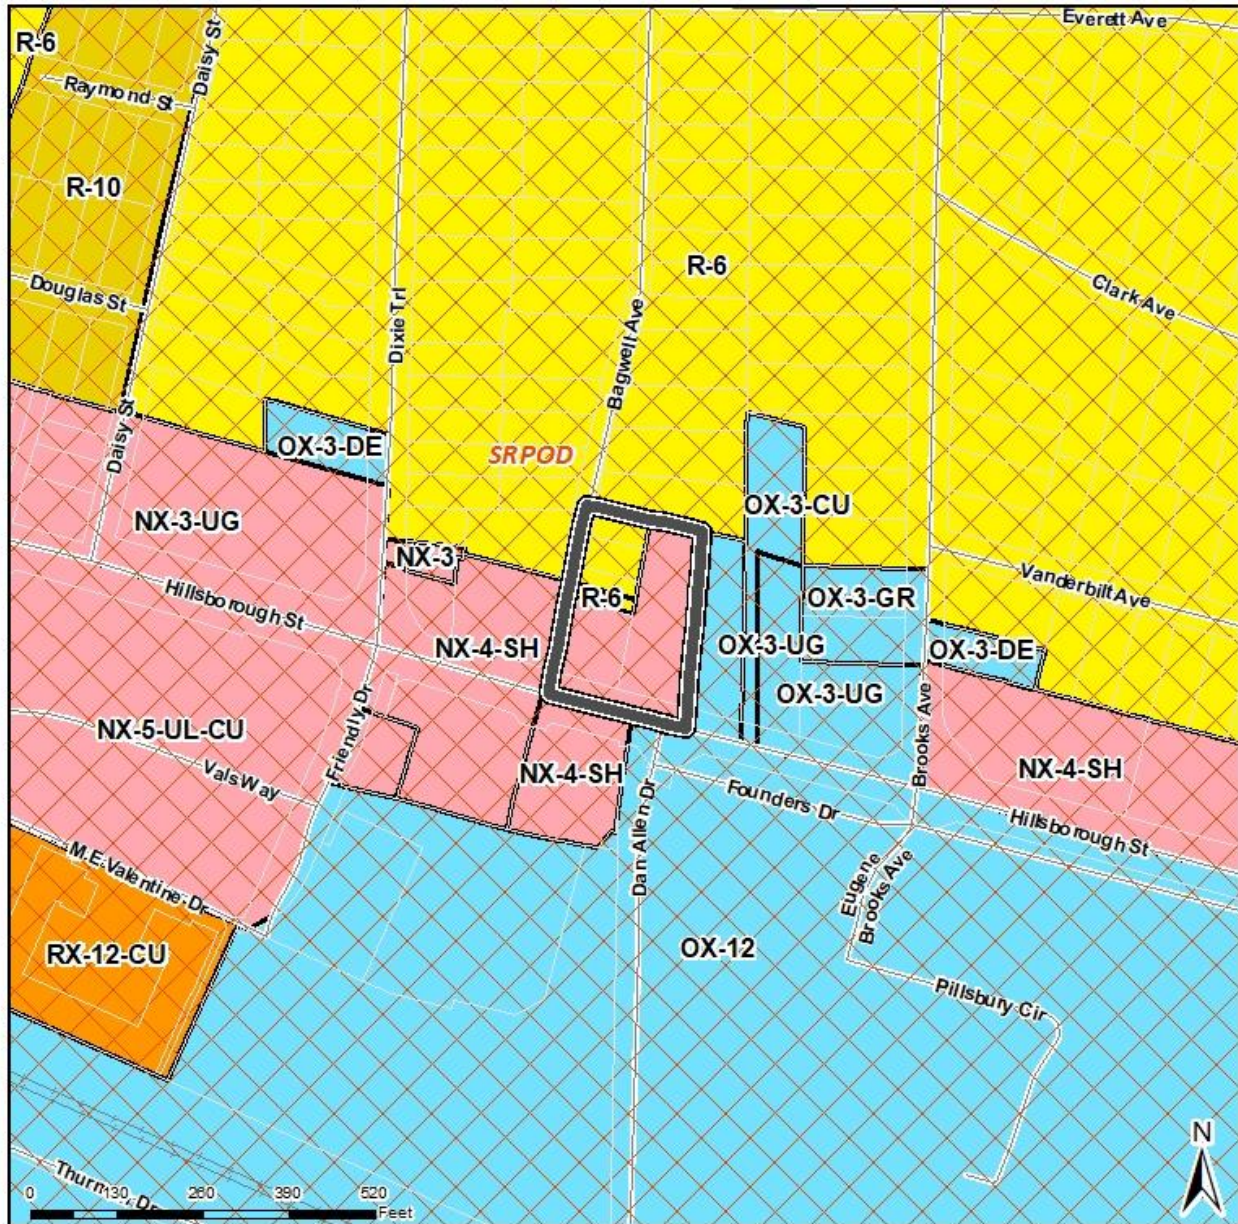 Everett Ave
R-6
Daisy St
Raymond St
R-10
R-6
Douglas St
Clark Ave
Dixie Trl
Bagwell Ave
Daisy St
OX-3-DE
SRPOD
OX-3-CU
NX-3-UG
NX-3
Vanderbilt Ave
Hillsborough St
R-6
OX-3-GR
NX-4-SH
OX-3-UG
OX-3-DE
OX-3-UG
NX-5-UL-CU
Friendly Dr
Vals Way
NX-4-SH
Brooks Ave
NX-4-SH
Founders Dr
Hillsborough St
Dan Allen Dr
M E Valentine Dr
Eugene
Brooks Ave
RX-12-CU
OX-12
Pillsbury Cir
N
Dr
0 130 260 390 520
Feet